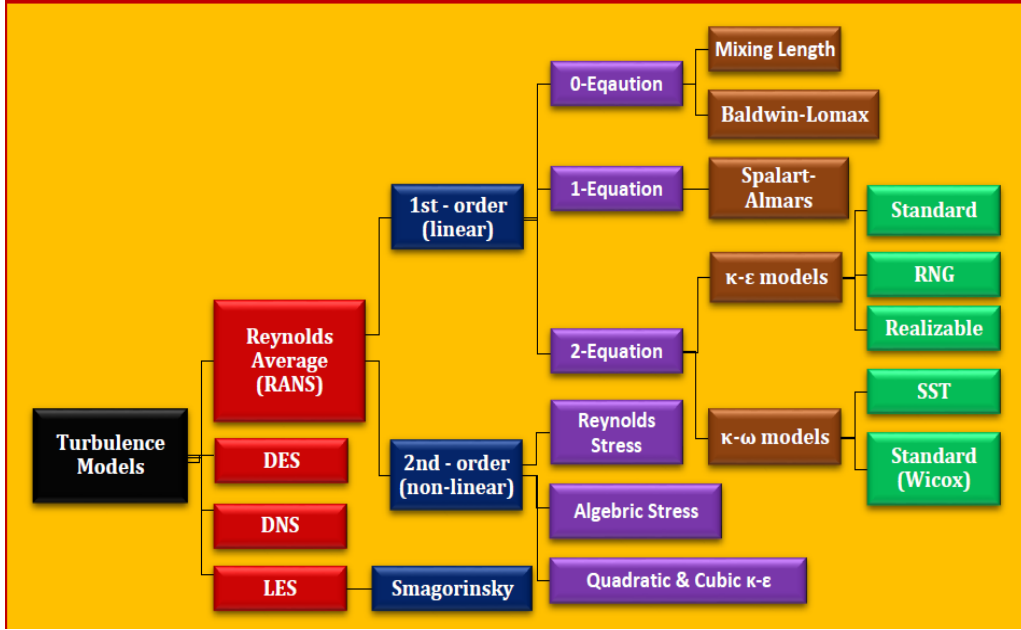 Turbulence
Models
Reynolds
Average
(RANS)
DES
DNS
LES
1st - order
(linear)
2nd - order
(non-linear)
Smagorinsky
0-Eqaution
1-Equation
2-Equation
Reynolds
Stress
Algebric Stress
Quadratic & Cubic κ-ε
Mixing Length
Baldwin-Lomax
Spalart-
Almars
κ-ε models
κ-ω models
Standard
RNG
Realizable
SST
Standard
(Wicox)